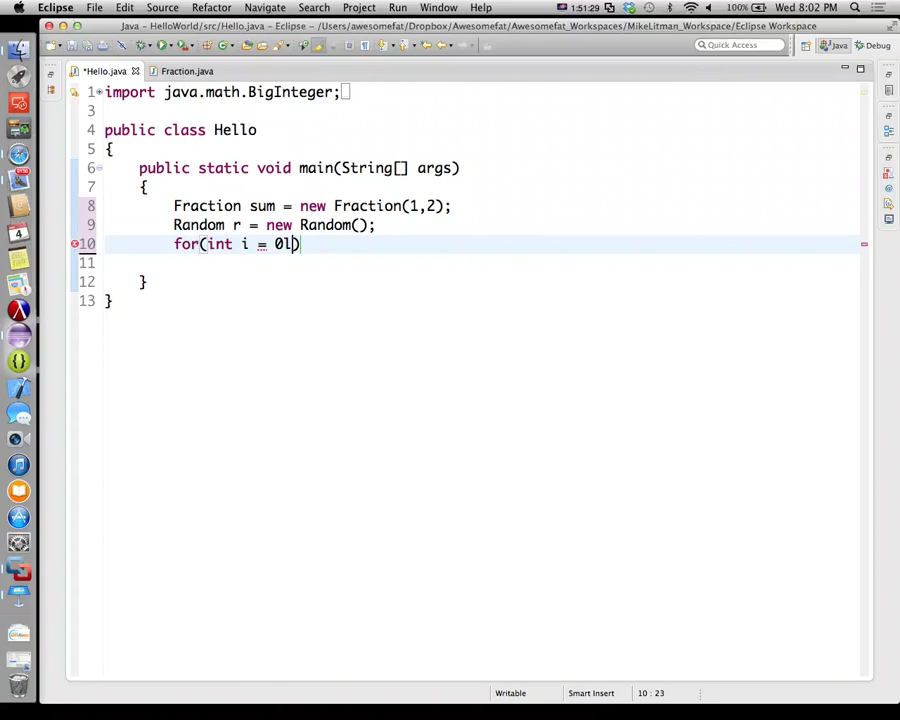 Eclipse File Edit Source Refactor Navigate Search Project Run Window Help 1:51:29 100% Wed 8:02 PM
Java - HelloWorld/src/Hello.java - Eclipse - /Users/awesomefat/Dropbox/Awesomefat_Workspaces/MikeLitman_Workspace/Eclipse Workspace
Quick Access Java Debug
*Hello.java Fraction.java
1 import java.math.BigInteger;
3
4 public class Hello
5 {
6 public static void main(String[] args)
7 {
8 Fraction sum = new Fraction(1,2);
9 Random r = new Random();
10 for(int i = 0l)
11
12 }
13 }
Writable Smart Insert 10 : 23